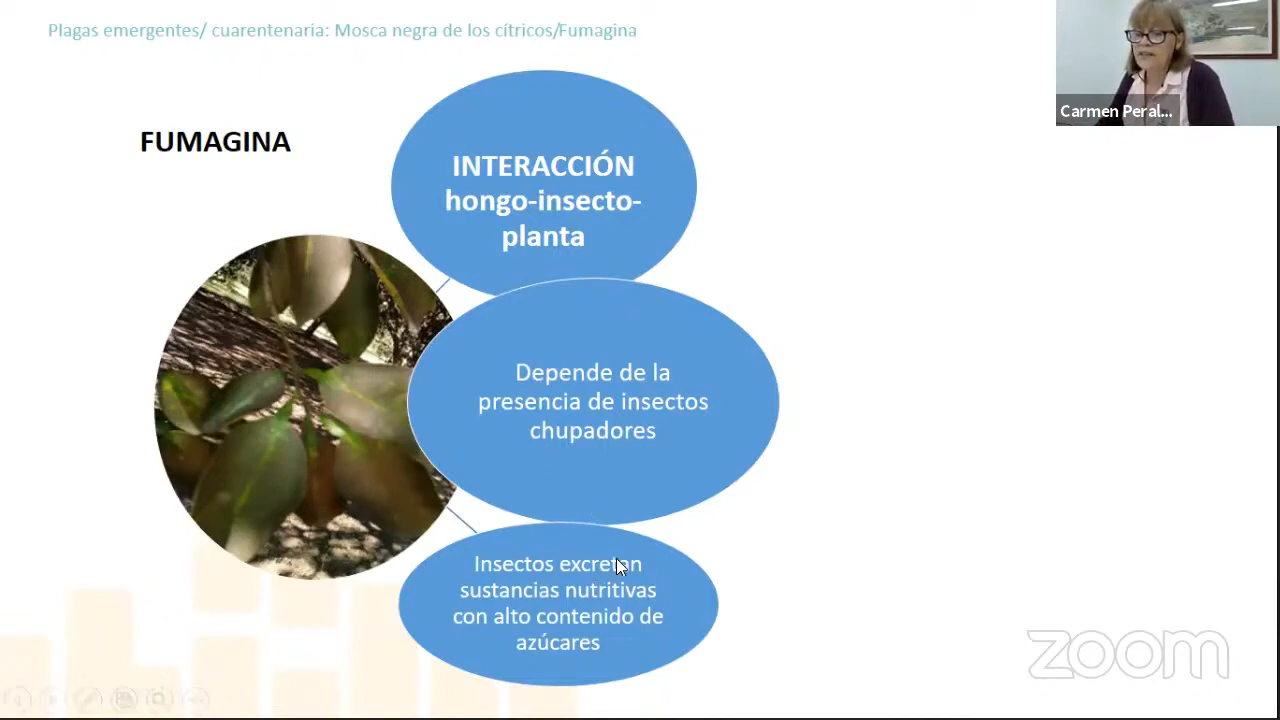 Plagas emergentes/ cuarentenaria: Mosca negra de los cítricos/Fumagina
Carmen Peral...
FUMAGINA
INTERACCIÓN
hongo-insecto-
planta
Depende de la
presencia de insectos
chupadores
Insectos excretan
sustancias nutritivas
con alto contenido de
azúcares
zoom